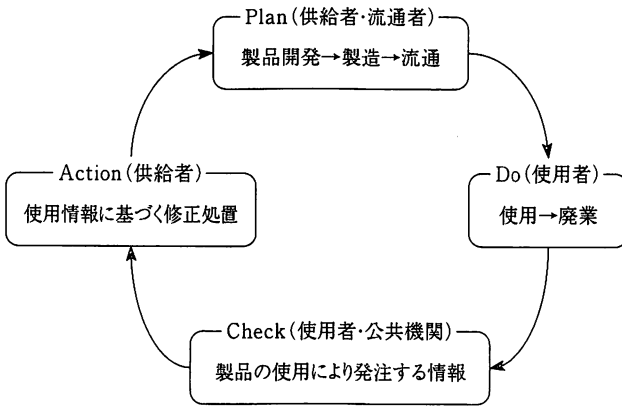 Plan(供給者・流通者)
製品開発→製造→流通
Action(供給者)
使用情報に基づく修正処置
Do(使用者)
使用→廃業
Check(使用者・公共機関)
製品の使用により発注する情報